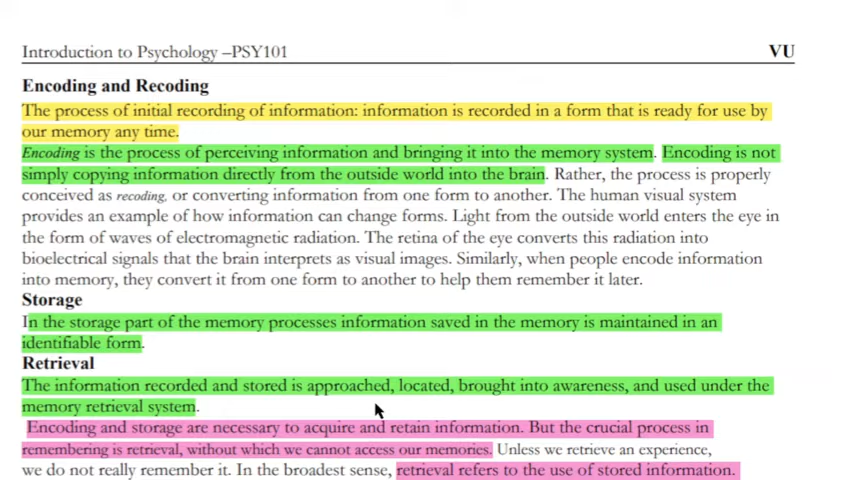 Introduction to Psychology –PSY101 VU
Encoding and Recoding
The process of initial recording of information: information is recorded in a form that is ready for use by
our memory any time.
Encoding is the process of perceiving information and bringing it into the memory system. Encoding is not
simply copying information directly from the outside world into the brain. Rather, the process is properly
conceived as recoding, or converting information from one form to another. The human visual system
provides an example of how information can change forms. Light from the outside world enters the eye in
the form of waves of electromagnetic radiation. The retina of the eye converts this radiation into
bioelectrical signals that the brain interprets as visual images. Similarly, when people encode information
into memory, they convert it from one form to another to help them remember it later.
Storage
In the storage part of the memory processes information saved in the memory is maintained in an
identifiable form.
Retrieval
The information recorded and stored is approached, located, brought into awareness, and used under the
memory retrieval system.
Encoding and storage are necessary to acquire and retain information. But the crucial process in
remembering is retrieval, without which we cannot access our memories. Unless we retrieve an experience,
we do not really remember it. In the broadest sense, retrieval refers to the use of stored information.